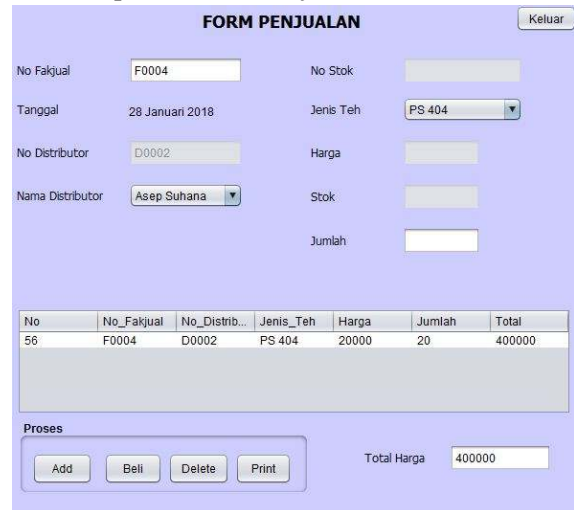 FORM PENJUALAN Keluar
No Fakjual F0004 No Stok
Tanggal 28 Januari 2018 Jenis Teh PS 404
No Distributor D0002 Harga
Nama Distributor Asep Suhana Stok
Jumlah
No No_Fakjual No_Distrib... Jenis_Teh Harga Jumlah Total
56 F0004 D0002 PS 404 20000 20 400000
Proses
Add Beli Delete Print Total Harga 400000